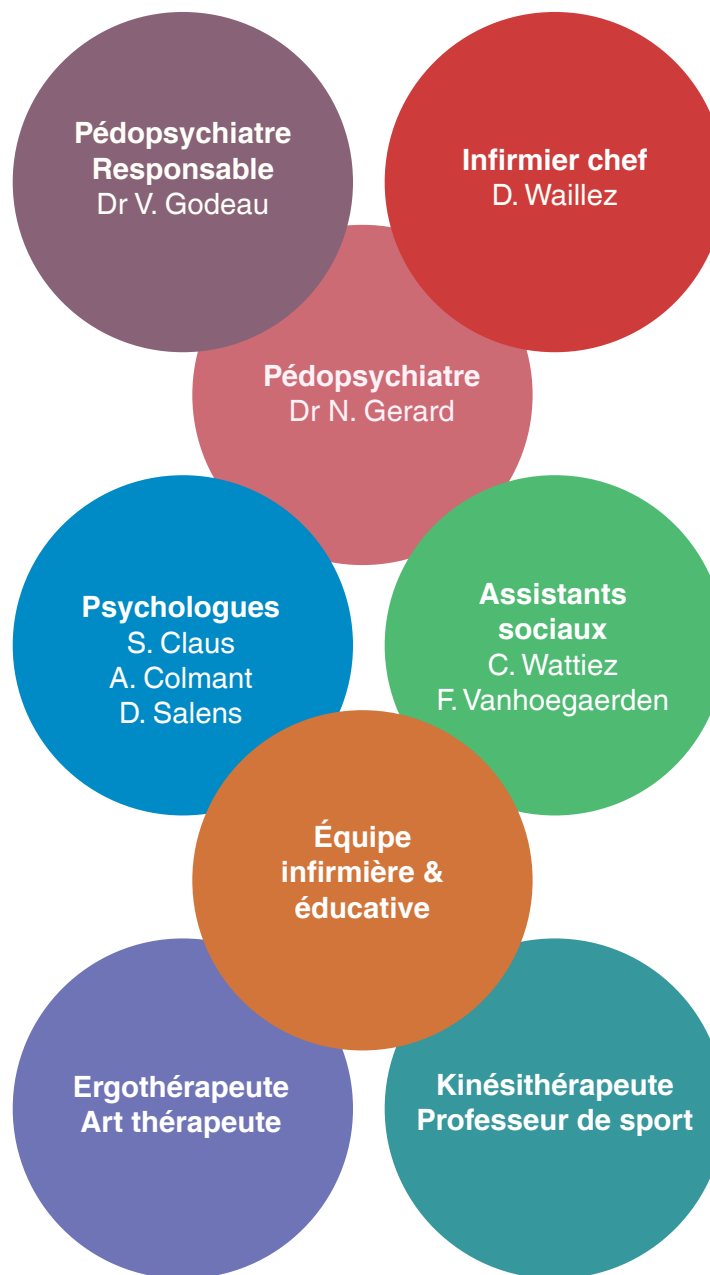 Pédopsychiatre
Responsable
Dr V. Godeau
Infirmier chef
D. Waillez
Pédopsychiatre
Dr N. Gerard
Psychologues
S. Claus
A. Colmant
D. Salens
Assistants
sociaux
C. Wattiez
F. Vanhoegaerden
Équipe
infirmière &
éducative
Ergothérapeute
Art thérapeute
Kinésithérapeute
Professeur de sport